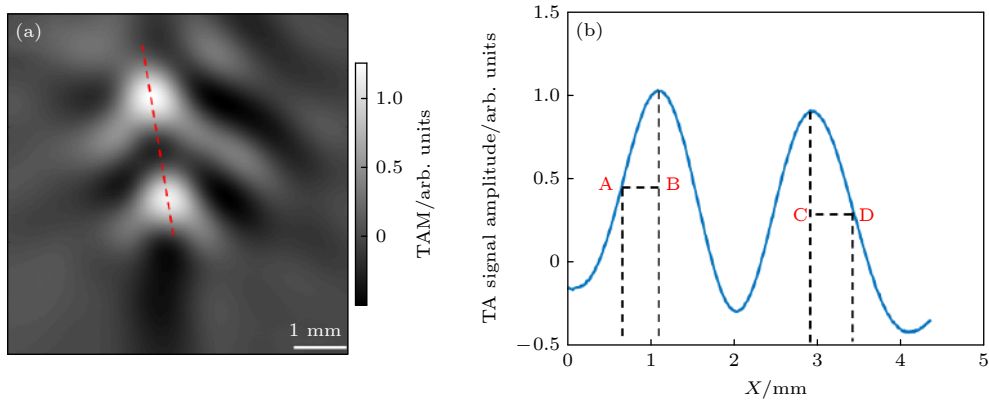 (a)
1.0
0.5
0
TAM/arb. units
1 mm
(b)
TA signal amplitude/arb. units
1.5
1.0
0.5
0
−0.5
A
B
C
D
0
1
2
3
4
5
X/mm